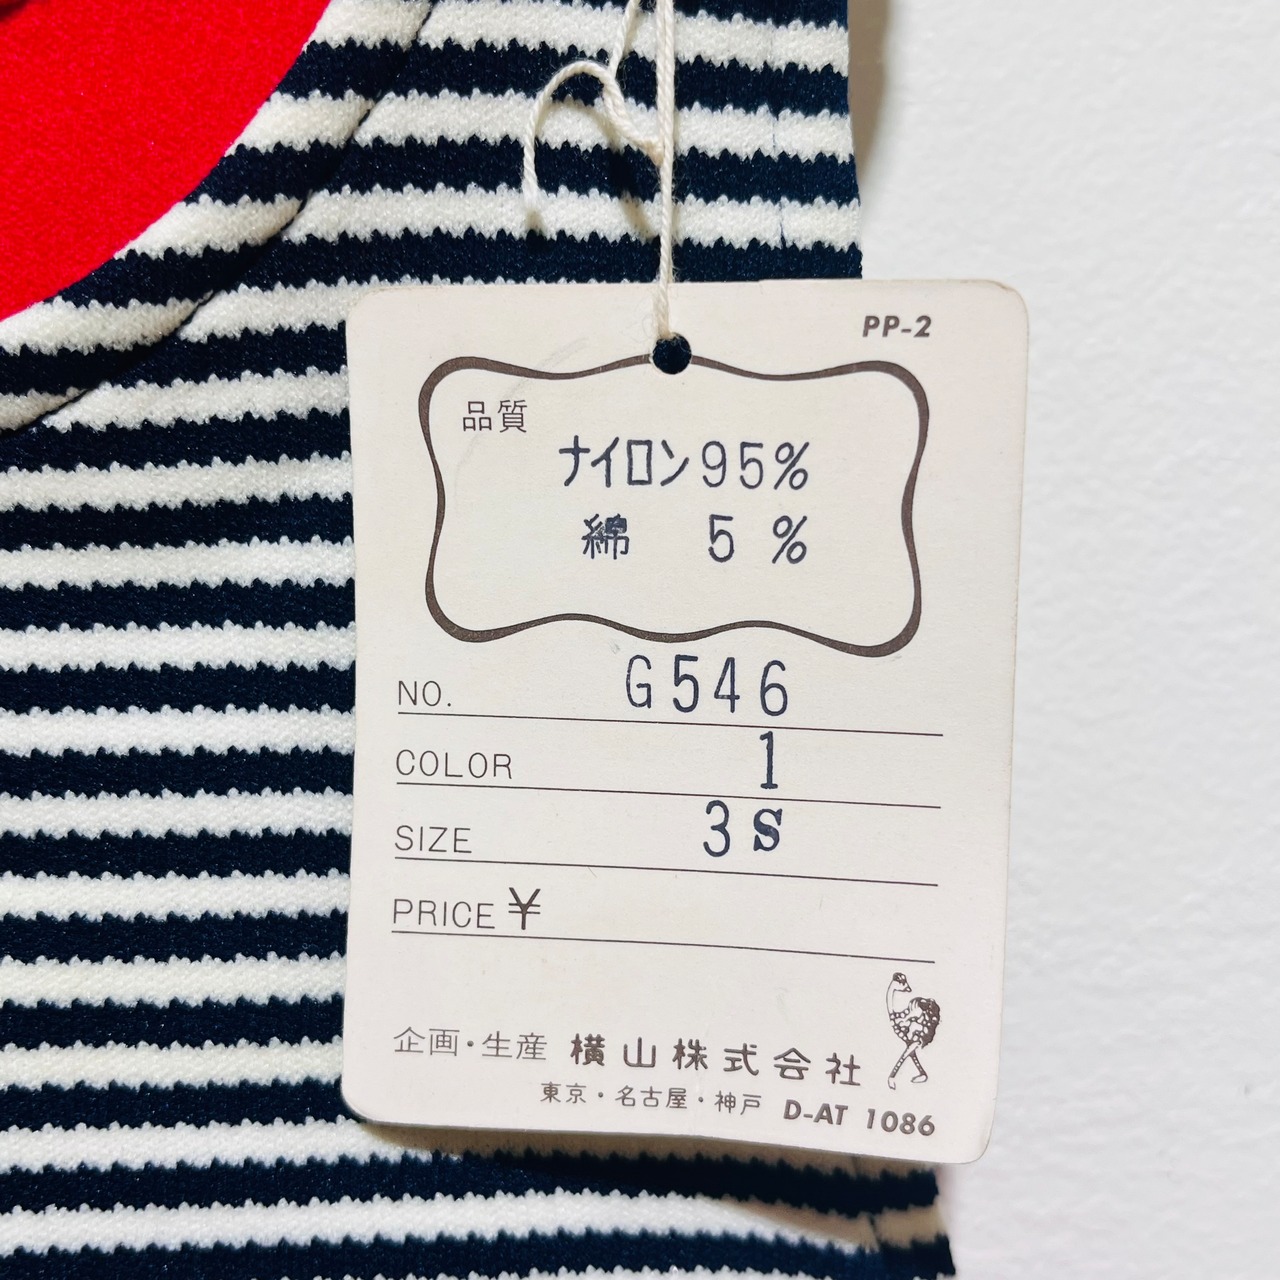 PP-2
品質
ナイロン95%
綿 5%
NO. G546
COLOR 1
SIZE 3S
PRICE ¥
企画・生産 横山株式会社
東京・名古屋・神戸 D-AT 1086